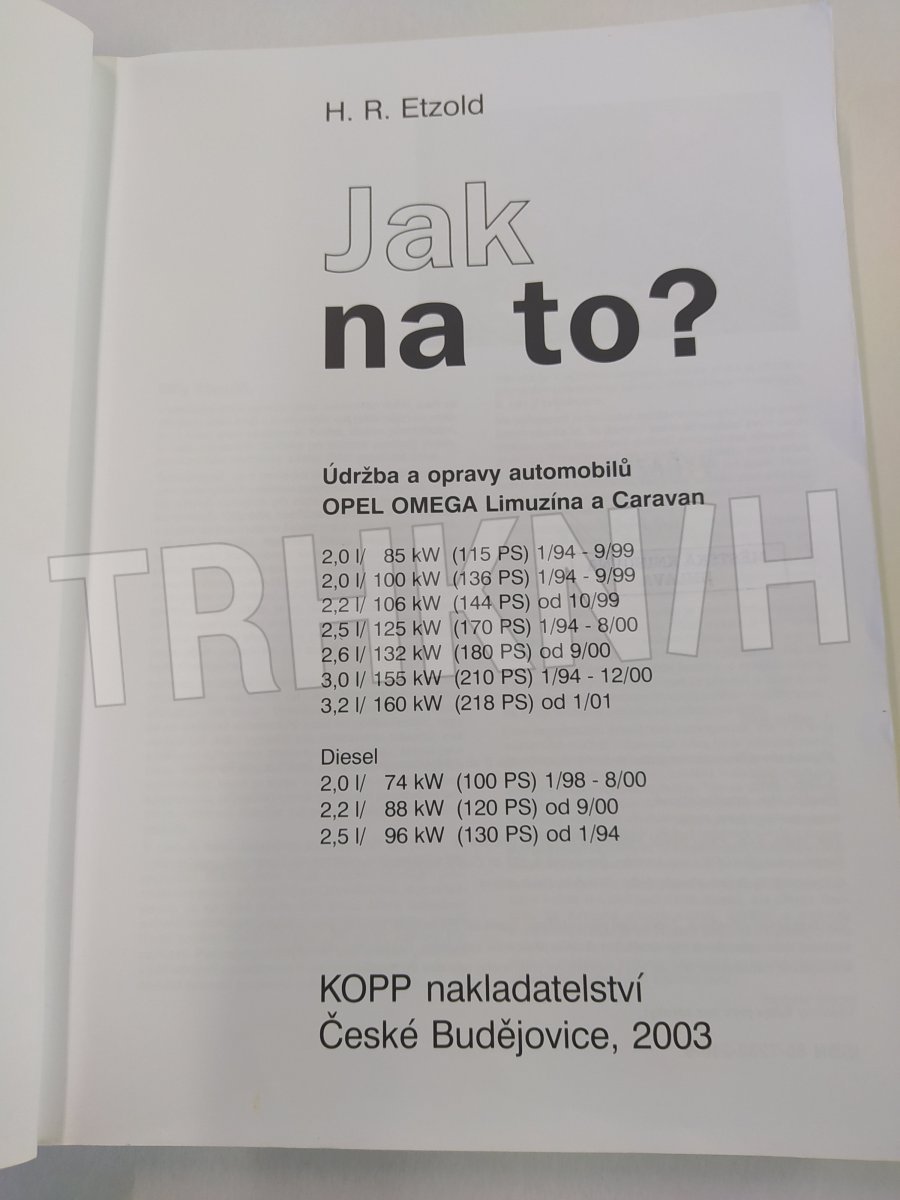 H. R. Etzold
Jak
na to?
Údržba a opravy automobilů
OPEL OMEGA Limuzína a Caravan
2,0 l/ 85 kW (115 PS) 1/94 - 9/99
2,0 l/ 100 kW (136 PS) 1/94 - 9/99
2,2 l/ 106 kW (144 PS) od 10/99
2,5 l/ 125 kW (170 PS) 1/94 - 8/00
2,6 l/ 132 kW (180 PS) od 9/00
3,0 l/ 155 kW (210 PS) 1/94 - 12/00
3,2 l/ 160 kW (218 PS) od 1/01
Diesel
2,0 l/ 74 kW (100 PS) 1/98 - 8/00
2,2 l/ 88 kW (120 PS) od 9/00
2,5 l/ 96 kW (130 PS) od 1/94
KOPP nakladatelství
České Budějovice, 2003
TRHKN/H